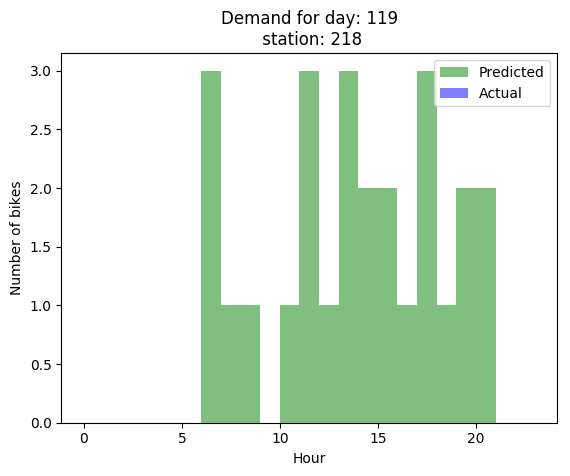 Demand for day: 119
station: 218
Predicted
Actual
3.0
2.5
2.0
1.5
1.0
0.5
0.0
Number of bikes
0
5
10
15
20
Hour